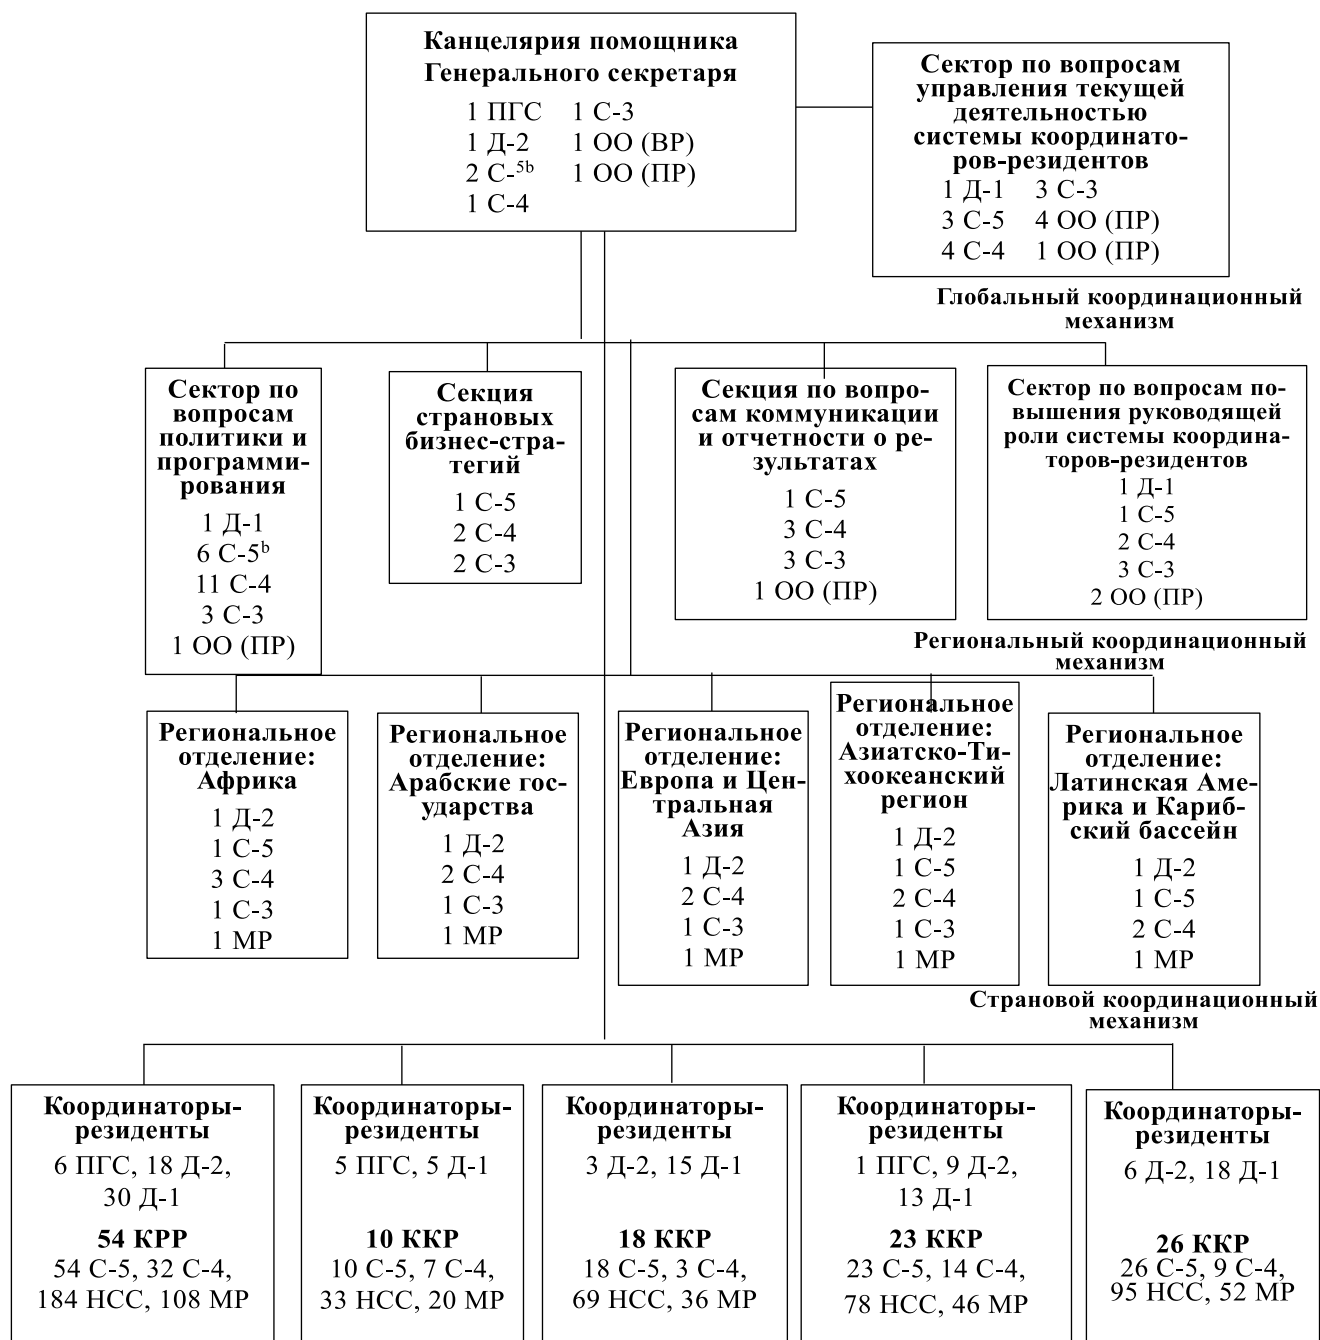 Канцелярия помощника
Генерального секретаря
1 ПГС 1 С-3
1 Д-2 1 ОО (ВР)
2 С-5b 1 ОО (ПР)
1 С-4
Сектор по вопросам
управления текущей
деятельностью
системы координато-
ров-резидентов
1 Д-1 3 С-3
3 С-5 4 ОО (ПР)
4 С-4 1 ОО (ПР)
Глобальный координационный
механизм
Сектор по
вопросам
политики и
программи-
рования
1 Д-1
6 С-5b
11 С-4
3 С-3
1 ОО (ПР)
Секция
страновых
бизнес-стра-
тегий
1 С-5
2 С-4
2 С-3
Секция по вопро-
сам коммуникации
и отчетности о ре-
зультатах
1 С-5
3 С-4
3 С-3
1 ОО (ПР)
Сектор по вопросам по-
вышения руководящей
роли системы координа-
торов-резидентов
1 Д-1
1 С-5
2 С-4
3 С-3
2 ОО (ПР)
Региональный координационный
механизм
Региональное
отделение:
Африка
1 Д-2
1 С-5
3 С-4
1 С-3
1 МР
Региональное
отделение:
Арабские гос-
ударства
1 Д-2
2 С-4
1 С-3
1 МР
Региональное
отделение:
Европа и Цен-
тральная
Азия
1 Д-2
2 С-4
1 С-3
1 МР
Региональное
отделение:
Азиатско-Ти-
хоокеанский
регион
1 Д-2
1 С-5
2 С-4
1 С-3
1 МР
Региональное
отделение:
Латинская Аме-
рика и Кариб-
ский бассейн
1 Д-2
1 С-5
2 С-4
1 МР
Страновой координационный
механизм
Координаторы-
резиденты
6 ПГС, 18 Д-2,
30 Д-1
54 КРР
54 С-5, 32 С-4,
184 НСС, 108 МР
Координаторы-
резиденты
5 ПГС, 5 Д-1
10 ККР
10 С-5, 7 С-4,
33 НСС, 20 МР
Координаторы-
резиденты
3 Д-2, 15 Д-1
18 ККР
18 С-5, 3 С-4,
69 НСС, 36 МР
Координаторы-
резиденты
1 ПГС, 9 Д-2,
13 Д-1
23 ККР
23 С-5, 14 С-4,
78 НСС, 46 МР
Координаторы-
резиденты
6 Д-2, 18 Д-1
26 ККР
26 С-5, 9 С-4,
95 НСС, 52 МР